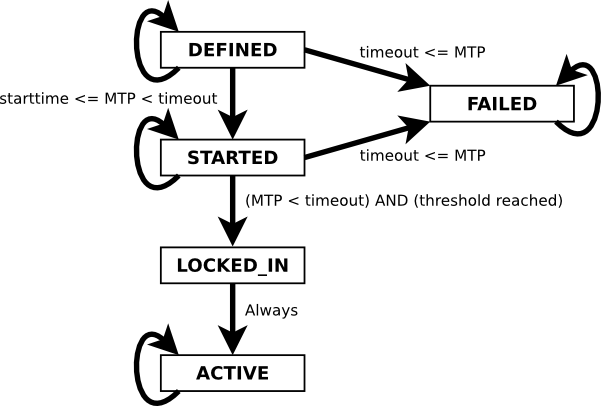 DEFINED
timeout <= MTP
starttime <= MTP < timeout
FAILED
STARTED
timeout <= MTP
(MTP < timeout) AND (threshold reached)
LOCKED_IN
Always
ACTIVE